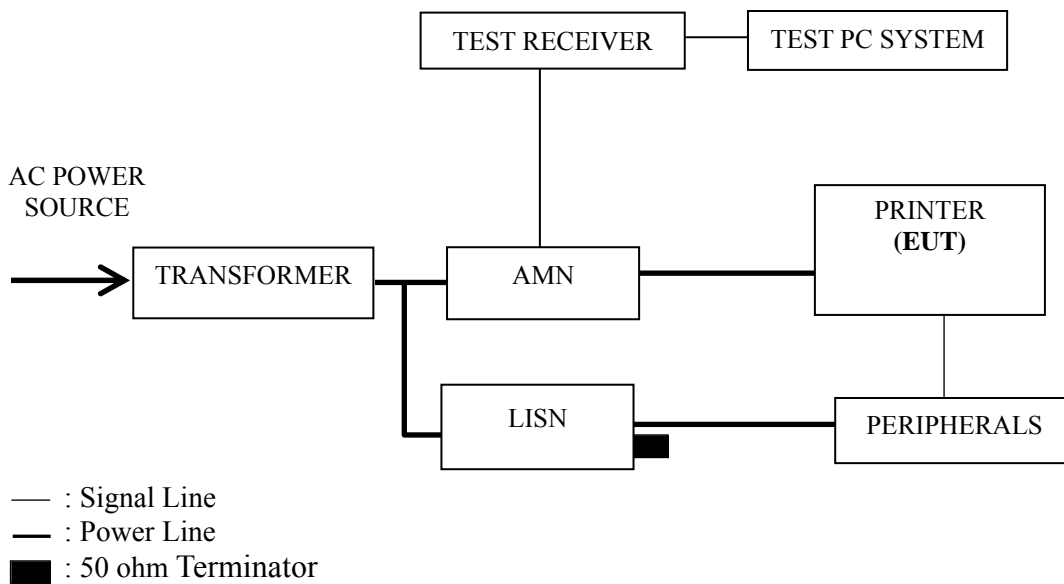 TEST RECEIVER
TEST PC SYSTEM
AC POWER
SOURCE
TRANSFORMER
AMN
PRINTER
(EUT)
LISN
PERIPHERALS
: Signal Line
: Power Line
: 50 ohm Terminator